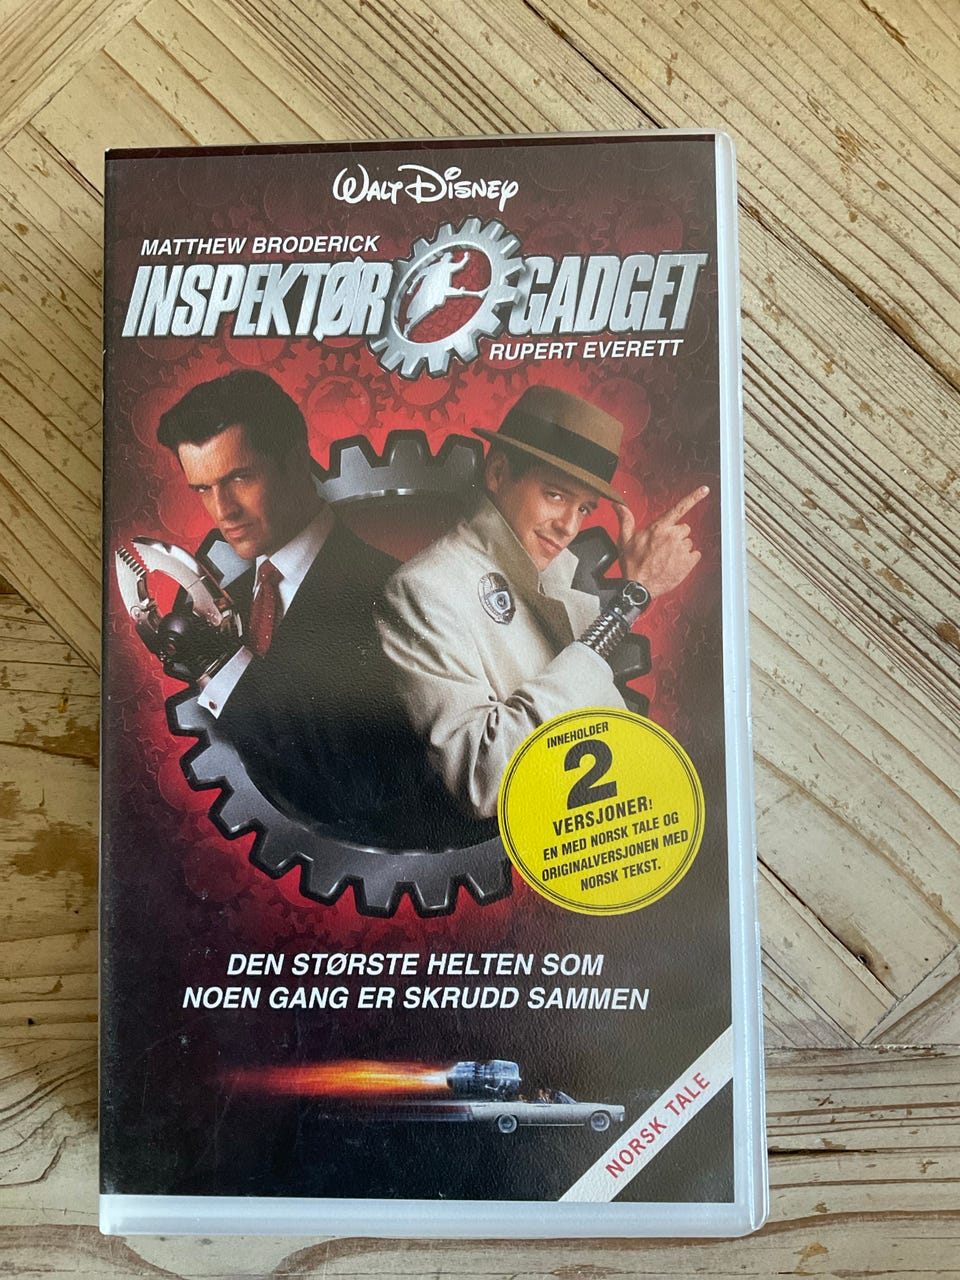 WALT DISNEY
MATTHEW BRODERICK
INSPEKTØR GADGET
RUPERT EVERETT
INNEHOLDER
2
VERSJONER!
EN MED NORSK TALE OG
ORIGINALVERSJONEN MED
NORSK TEKST.
DEN STØRSTE HELTEN SOM
NOEN GANG ER SKRUDD SAMMEN
NORSK TALE